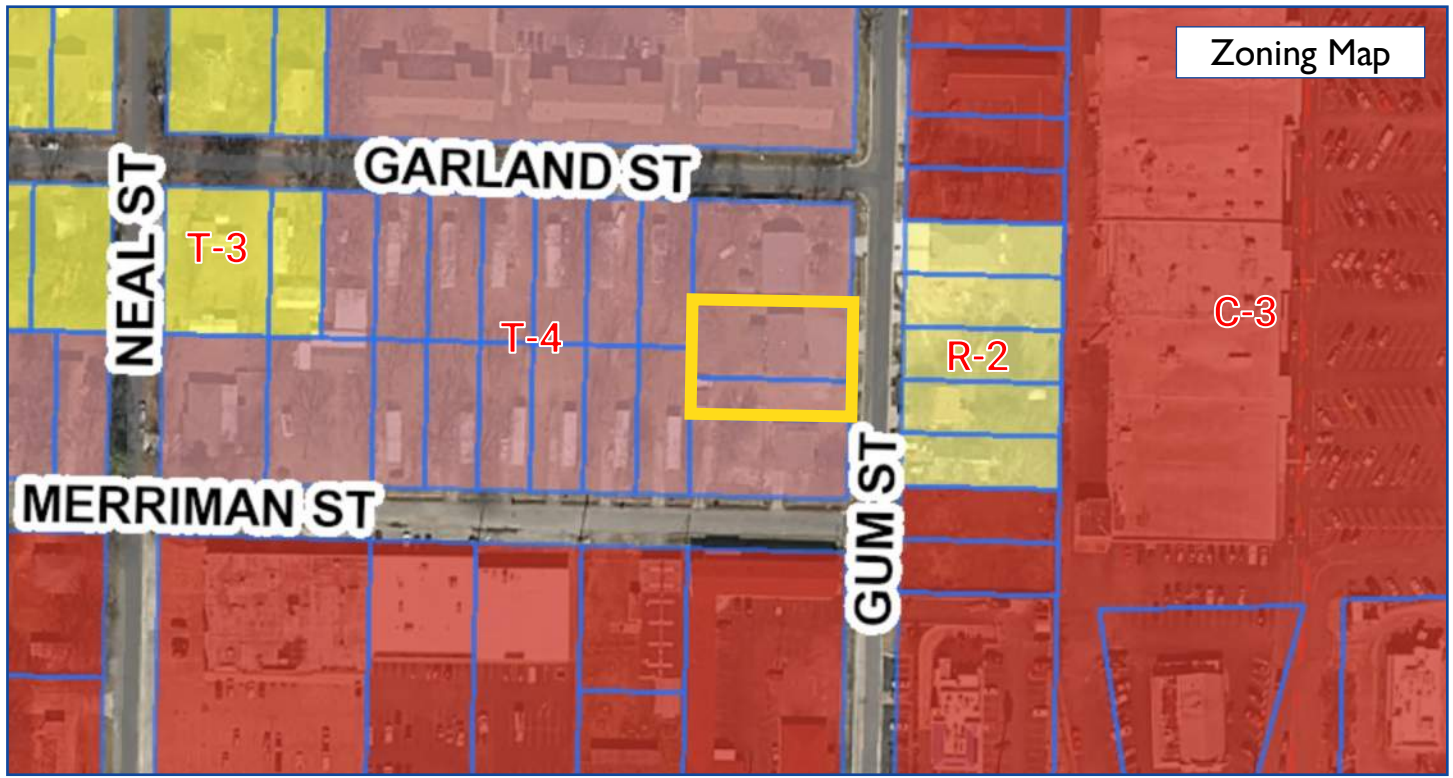 Zoning Map
GARLAND ST
NEAL ST
T-3
T-4
C-3
R-2
MERRIMAN ST
GUM ST